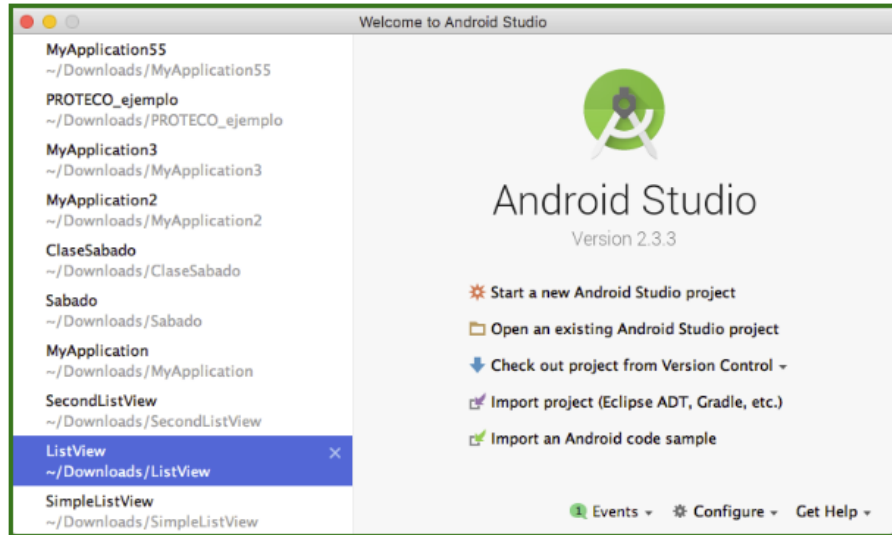 Welcome to Android Studio
MyApplication55
~/Downloads/MyApplication55
PROTECO_ejemplo
~/Downloads/PROTECO_ejemplo
MyApplication3
~/Downloads/MyApplication3
MyApplication2
~/Downloads/MyApplication2
ClaseSabado
~/Downloads/ClaseSabado
Sabado
~/Downloads/Sabado
MyApplication
~/Downloads/MyApplication
SecondListView
~/Downloads/SecondListView
ListView
~/Downloads/ListView
SimpleListView
~/Downloads/SimpleListView
Android Studio
Version 2.3.3
Start a new Android Studio project
Open an existing Android Studio project
Check out project from Version Control
Import project (Eclipse ADT, Gradle, etc.)
Import an Android code sample
1 Events Configure Get Help